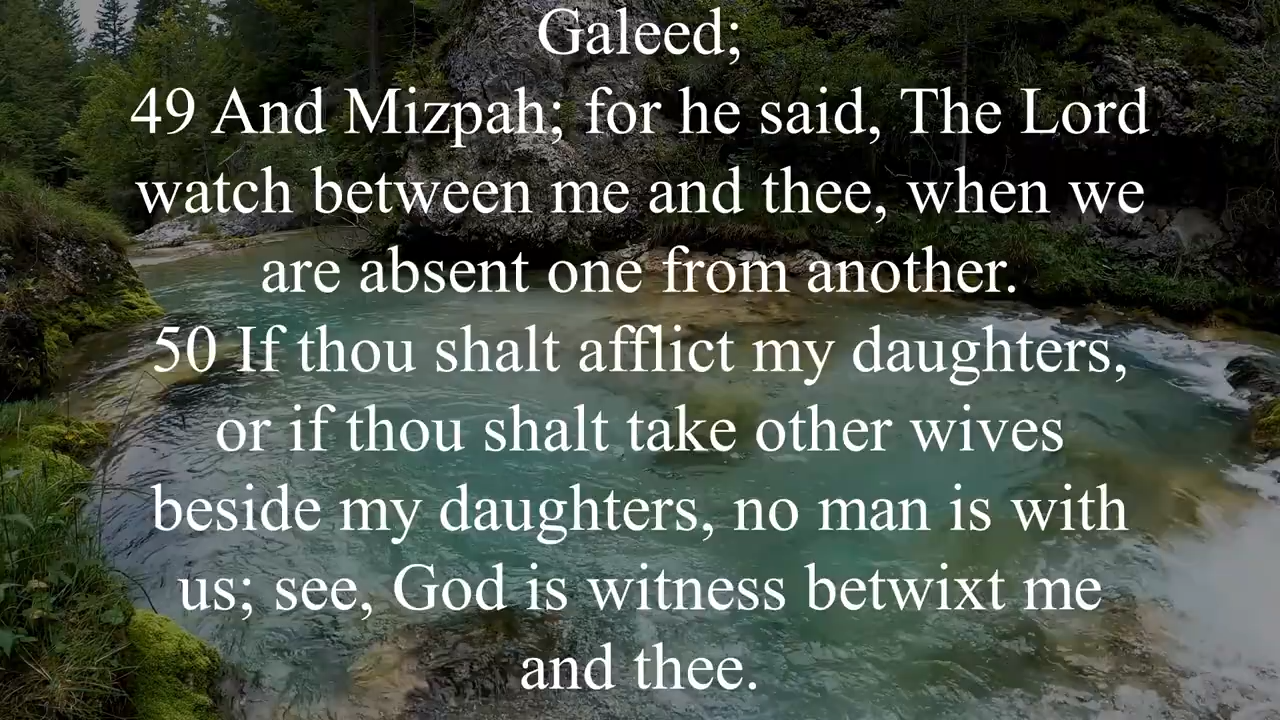 Galeed;
49 And Mizpah; for he said, The Lord
watch between me and thee, when we
are absent one from another.
50 If thou shalt afflict my daughters,
or if thou shalt take other wives
beside my daughters, no man is with
us; see, God is witness betwixt me
and thee.